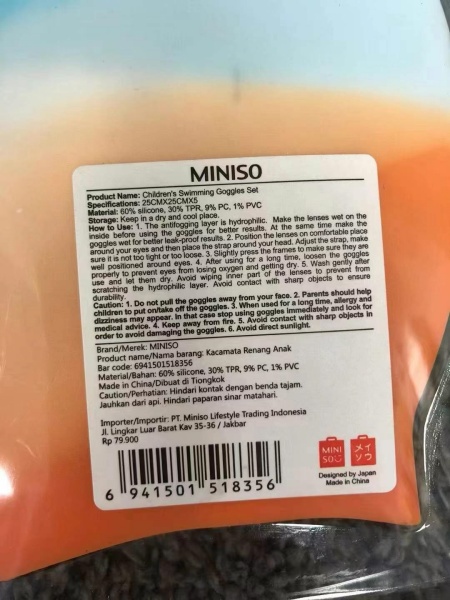 MINISO
Product Name: Children's Swimming Goggles Set
Specifications: 25CMX25CMX5
Material: 60% silicone, 30% TPR, 9% PC, 1% PVC
Storage: Keep in a dry and cool place.
How to Use: 1. The antifogging layer is hydrophilic. Make the lenses wet on the
inside before using the goggles for better results. At the same time make the
goggles wet for better leak-proof results. 2. Position the lenses on comfortable place
around your eyes and then place the strap around your head. Adjust the strap, make
sure it is not too tight or too loose. 3. Slightly press the frames to make sure they are
well positioned around eyes. 4. After using for a long time, loosen the goggles
properly to prevent eyes from losing oxygen and getting dry. 5. Wash gently after
use and let them dry. Avoid wiping inner part of the lenses to prevent from
scratching the hydrophilic layer. Avoid contact with sharp objects to ensure
durability.
Caution: 1. Do not pull the goggles away from your face. 2. Parents should help
children to put on/take off the goggles. 3. When used for a long time, allergy and
dizziness may appear. In that case stop using goggles immediately and look for
medical advice. 4. Keep away from fire. 5. Avoid contact with sharp objects in
order to avoid damaging the goggles. 6. Avoid direct sunlight.
Brand/Merek: MINISO
Product name/Nama barang: Kacamata Renang Anak
Bar code: 6941501518356
Material/Bahan: 60% silicone, 30% TPR, 9% PC, 1% PVC
Made in China/Dibuat di Tiongkok
Caution/Perhatian: Hindari kontak dengan benda tajam.
Jauhkan dari api. Hindari paparan sinar matahari.
Importer/Importir: PT. Miniso Lifestyle Trading Indonesia
Jl. Lingkar Luar Barat Kav 35-36 / Jakbar
Rp 79.900
6 941501 518356
MINI
SO
メイ
ソウ
Designed by Japan
Made in China